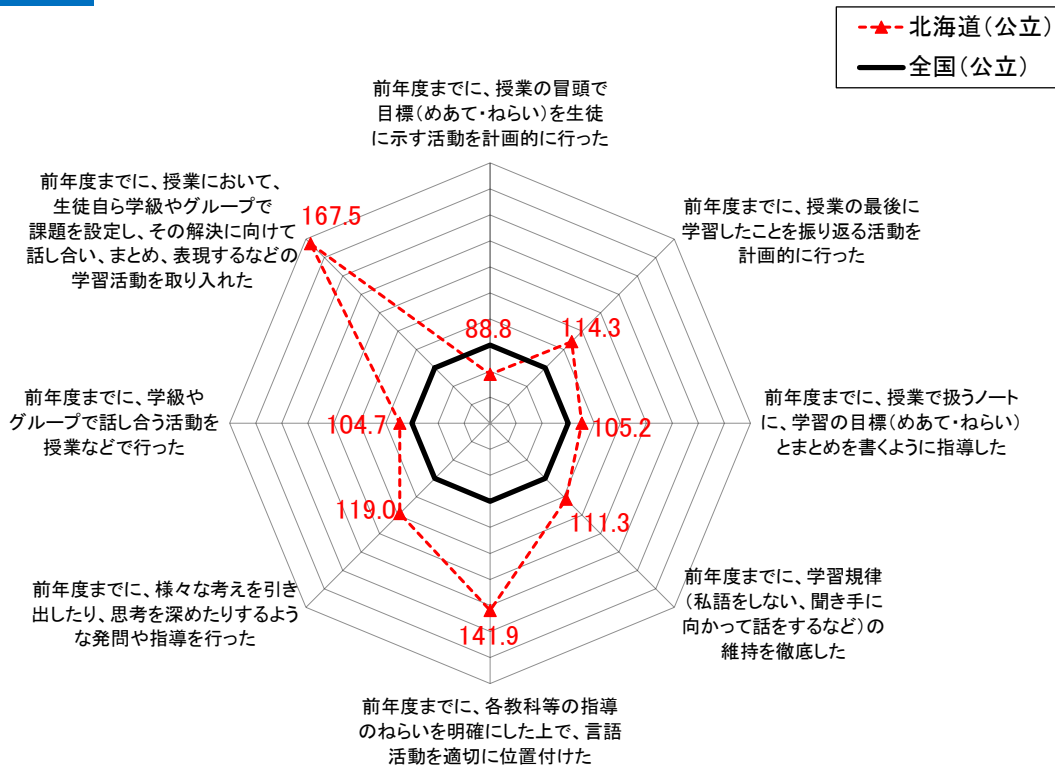 北海道(公立)
全国(公立)
前年度までに、授業の冒頭で
目標(めあて・ねらい)を生徒
に示す活動を計画的に行った
前年度までに、授業において、
生徒自ら学級やグループで
課題を設定し、その解決に向けて
話し合い、まとめ、表現するなどの
学習活動を取り入れた
167.5
前年度までに、授業の最後に
学習したことを振り返る活動を
計画的に行った
88.8
114.3
前年度までに、学級や
グループで話し合う活動を
授業などで行った
104.7
105.2
前年度までに、授業で扱うノート
に、学習の目標(めあて・ねらい)
とまとめを書くように指導した
119.0
111.3
前年度までに、様々な考えを引き
出したり、思考を深めたりするよう
な発問や指導を行った
141.9
前年度までに、学習規律
(私語をしない、聞き手に
向かって話をするなど)の
維持を徹底した
前年度までに、各教科等の指導
のねらいを明確にした上で、言語
活動を適切に位置付けた